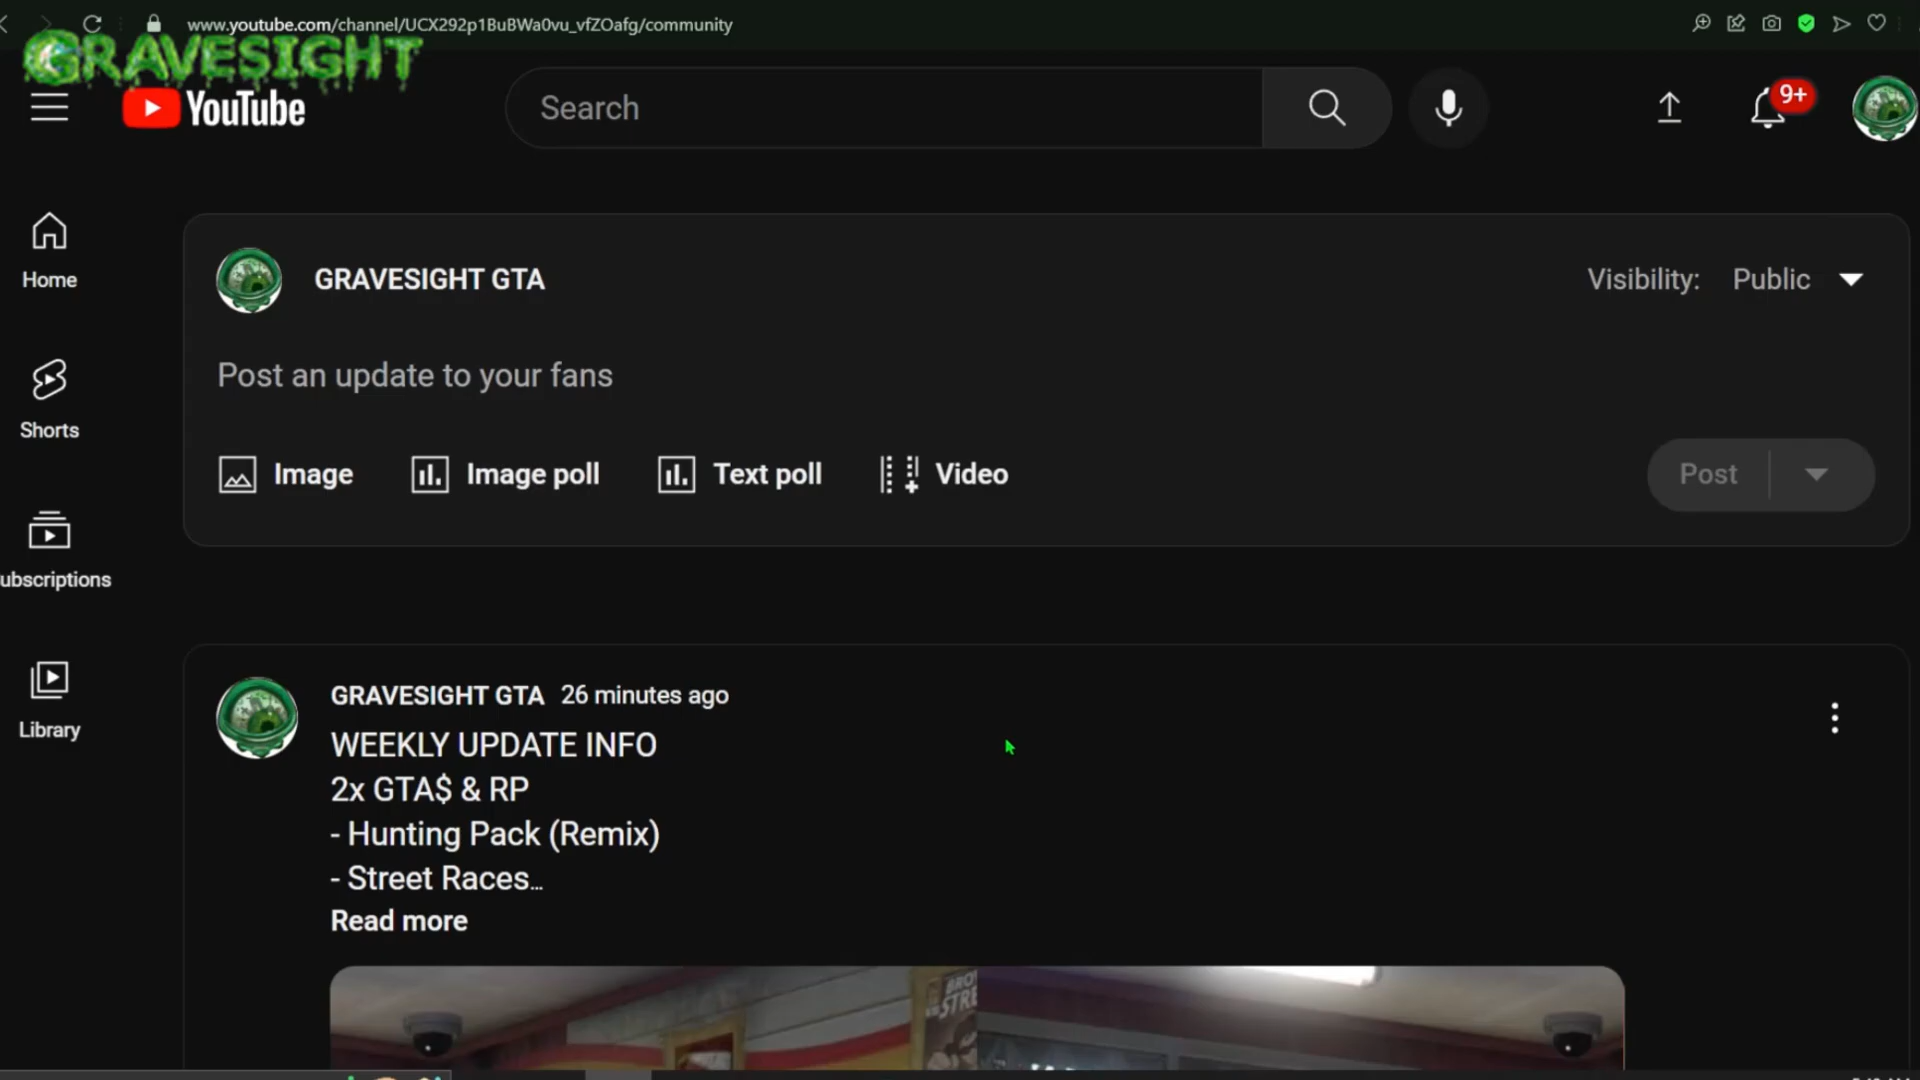 www.youtube.com/channel/UCX292p1BuBWa0vu_vfZOafg/community
GRAVESIGHT
YouTube
Search
9+
Home
GRAVESIGHT GTA
Visibility: Public
Post an update to your fans
Shorts
Image
Image poll
Text poll
Video
Post
ubscriptions
GRAVESIGHT GTA 26 minutes ago
WEEKLY UPDATE INFO
2x GTA$ & RP
- Hunting Pack (Remix)
- Street Races…
Read more
Library